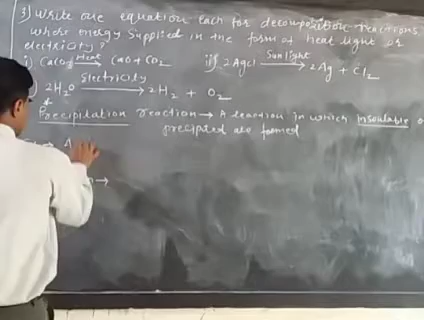 3) Write one equation each for decomposition reactions
where energy supplied in the form of heat light or
electricity?
i) CaCO3 Heat→ CaO + CO2 ii) 2AgCl Sunlight→ 2Ag + Cl2
) 2H2O Electricity→ 2H2 + O2
Precipitation reaction → A reaction in which insoluble
precipited are formed
→ A
n→